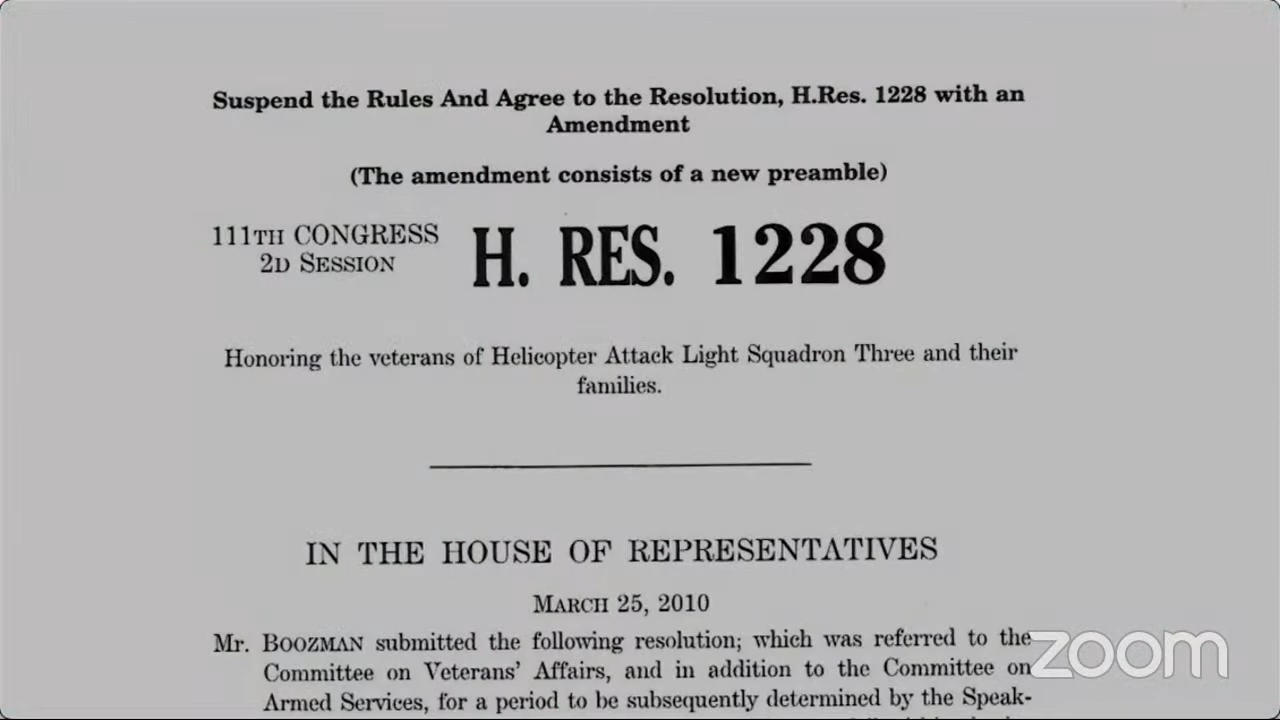 Suspend the Rules And Agree to the Resolution, H.Res. 1228 with an
Amendment
(The amendment consists of a new preamble)
111TH CONGRESS
2D SESSION
H. RES. 1228
Honoring the veterans of Helicopter Attack Light Squadron Three and their
families.
IN THE HOUSE OF REPRESENTATIVES
MARCH 25, 2010
Mr. BOOZMAN submitted the following resolution; which was referred to the
Committee on Veterans' Affairs, and in addition to the Committee on
Armed Services, for a period to be subsequently determined by the Speak-
zoom